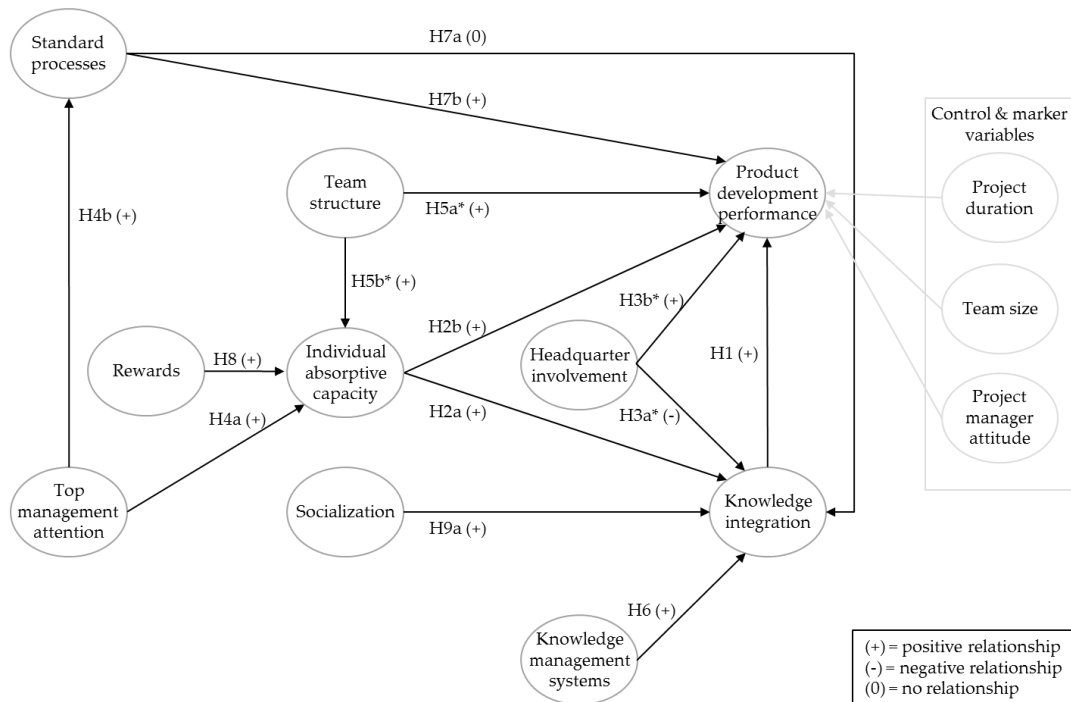 Standard
processes
H7a (0)
H7b (+)
Control & marker
variables
Team
structure
Product
development
performance
Project
duration
H4b (+)
H5a* (+)
H5b* (+)
H3b* (+)
Team size
H2b (+)
H1 (+)
Rewards
H8 (+)
Individual
absorptive
capacity
Headquarter
involvement
H4a (+)
H2a (+)
H3a* (-)
Project
manager
attitude
Top
management
attention
Socialization
H9a (+)
Knowledge
integration
H6 (+)
Knowledge
management
systems
(+) = positive relationship
(-) = negative relationship
(0) = no relationship